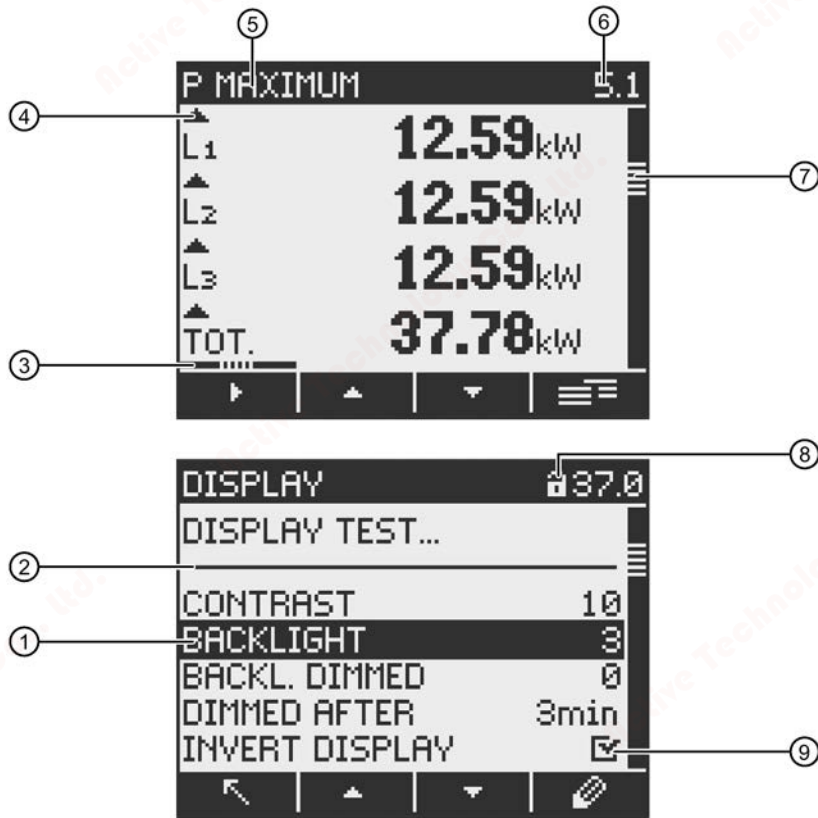 ⑤ ⑥
P MAXIMUM 5.1
④
L1 12.59kW
⑦
L2 12.59kW
L3 12.59kW
TOT. 37.78kW
③
⑧
DISPLAY 37.0
DISPLAY TEST...
②
CONTRAST 10
① BACKLIGHT 3
BACKL. DIMMED 0
DIMMED AFTER 3min
INVERT DISPLAY
⑨